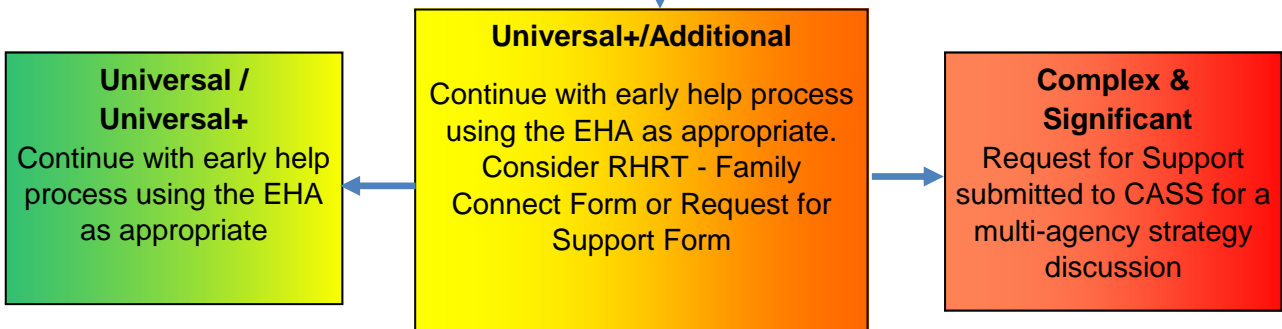 Universal /
Universal+
Continue with early help
process using the EHA
as appropriate
Universal+/Additional
Continue with early help process
using the EHA as appropriate.
Consider RHRT - Family
Connect Form or Request for
Support Form
Complex &
Significant
Request for Support
submitted to CASS for a
multi-agency strategy
discussion